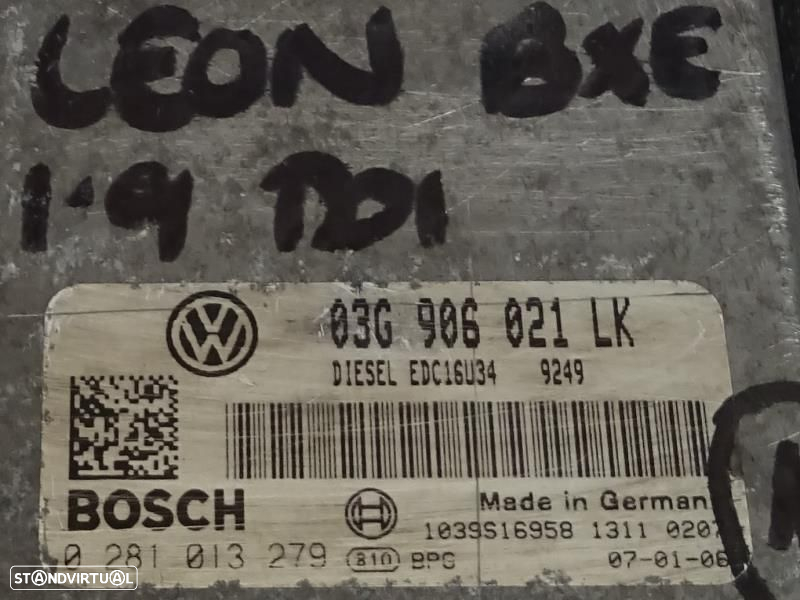 LEON BXE
1.9 TDI
03G 906 021 LK
DIESEL EDC16U34 9249
BOSCH
Made in German
1039S16958 1311 0207
0 281 013 279 810 BPG
07-01-06
STANDVIRTUAL